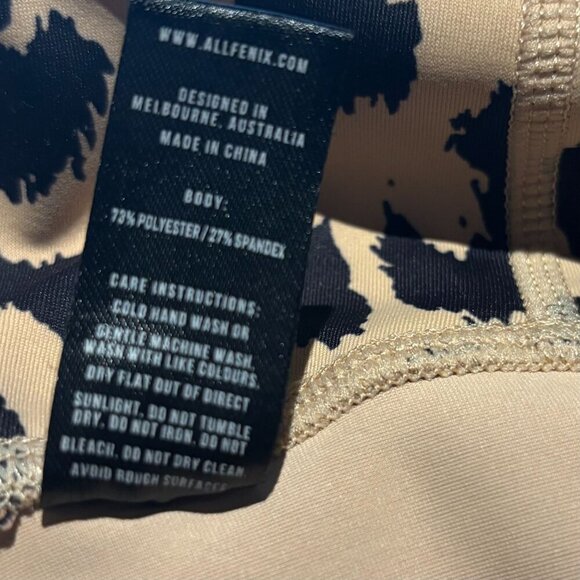 WWW.ALLFENIX.COM
DESIGNED IN
MELBOURNE, AUSTRALIA
MADE IN CHINA
BODY:
73% POLYESTER / 27% SPANDEX
CARE INSTRUCTIONS:
COLD HAND WASH OR
GENTLE MACHINE WASH.
WASH WITH LIKE COLOURS.
DRY FLAT OUT OF DIRECT
SUNLIGHT. DO NOT TUMBLE
DRY. DO NOT IRON. DO NOT
BLEACH. DO NOT DRY CLEAN
AVOID ROUGH SURFACES